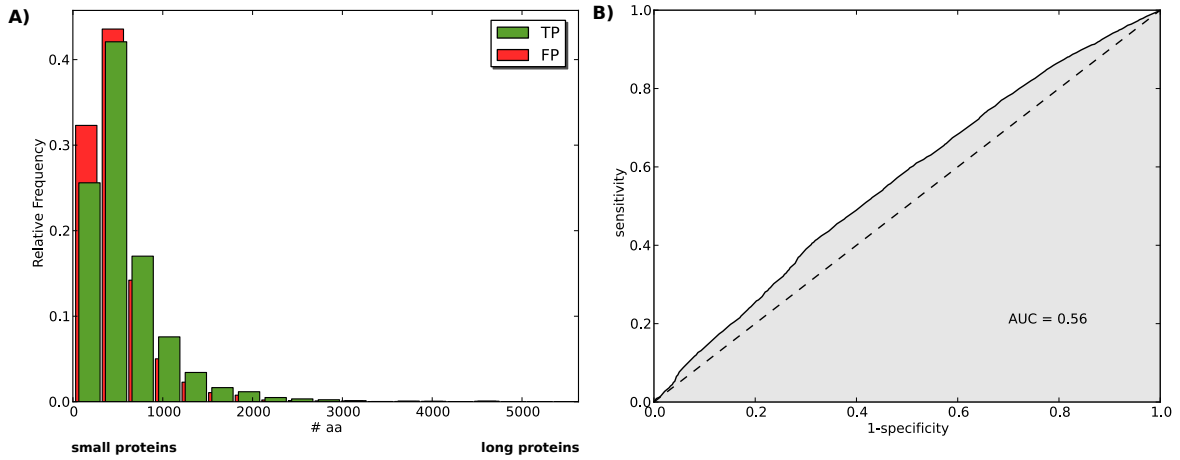 A)
Relative Frequency
0.4
0.3
0.2
0.1
0.0
TP
FP
0 1000 2000 3000 4000 5000
# aa
small proteins long proteins
B)
sensitivity
1.0
0.8
0.6
0.4
0.2
0.0
AUC = 0.56
0.0 0.2 0.4 0.6 0.8 1.0
1-specificity